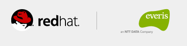 redhat.
everis
an NTT DATA Company